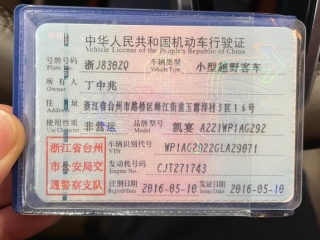 中华人民共和国机动车行驶证
Vehicle License of the People's Republic of China
号牌号码 浙J830ZQ 车辆类型 小型越野客车
Plate No. Vehicle Type
所有人 丁中兆
Owner
住址 浙江省台州市路桥区峰江街道玉露洋村3区16号
Address
使用性质 非营运 品牌型号 凯宴 A221WP1AG292
Use Character Model
浙江省台州 车辆识别代号 WP1AG2922GLA29071
市公安局交 VIN
发动机号码 CJT271743
Engine No.
通警察支队 注册日期 2016-05-10 发证日期 2016-05-10
Register Date Issue Date